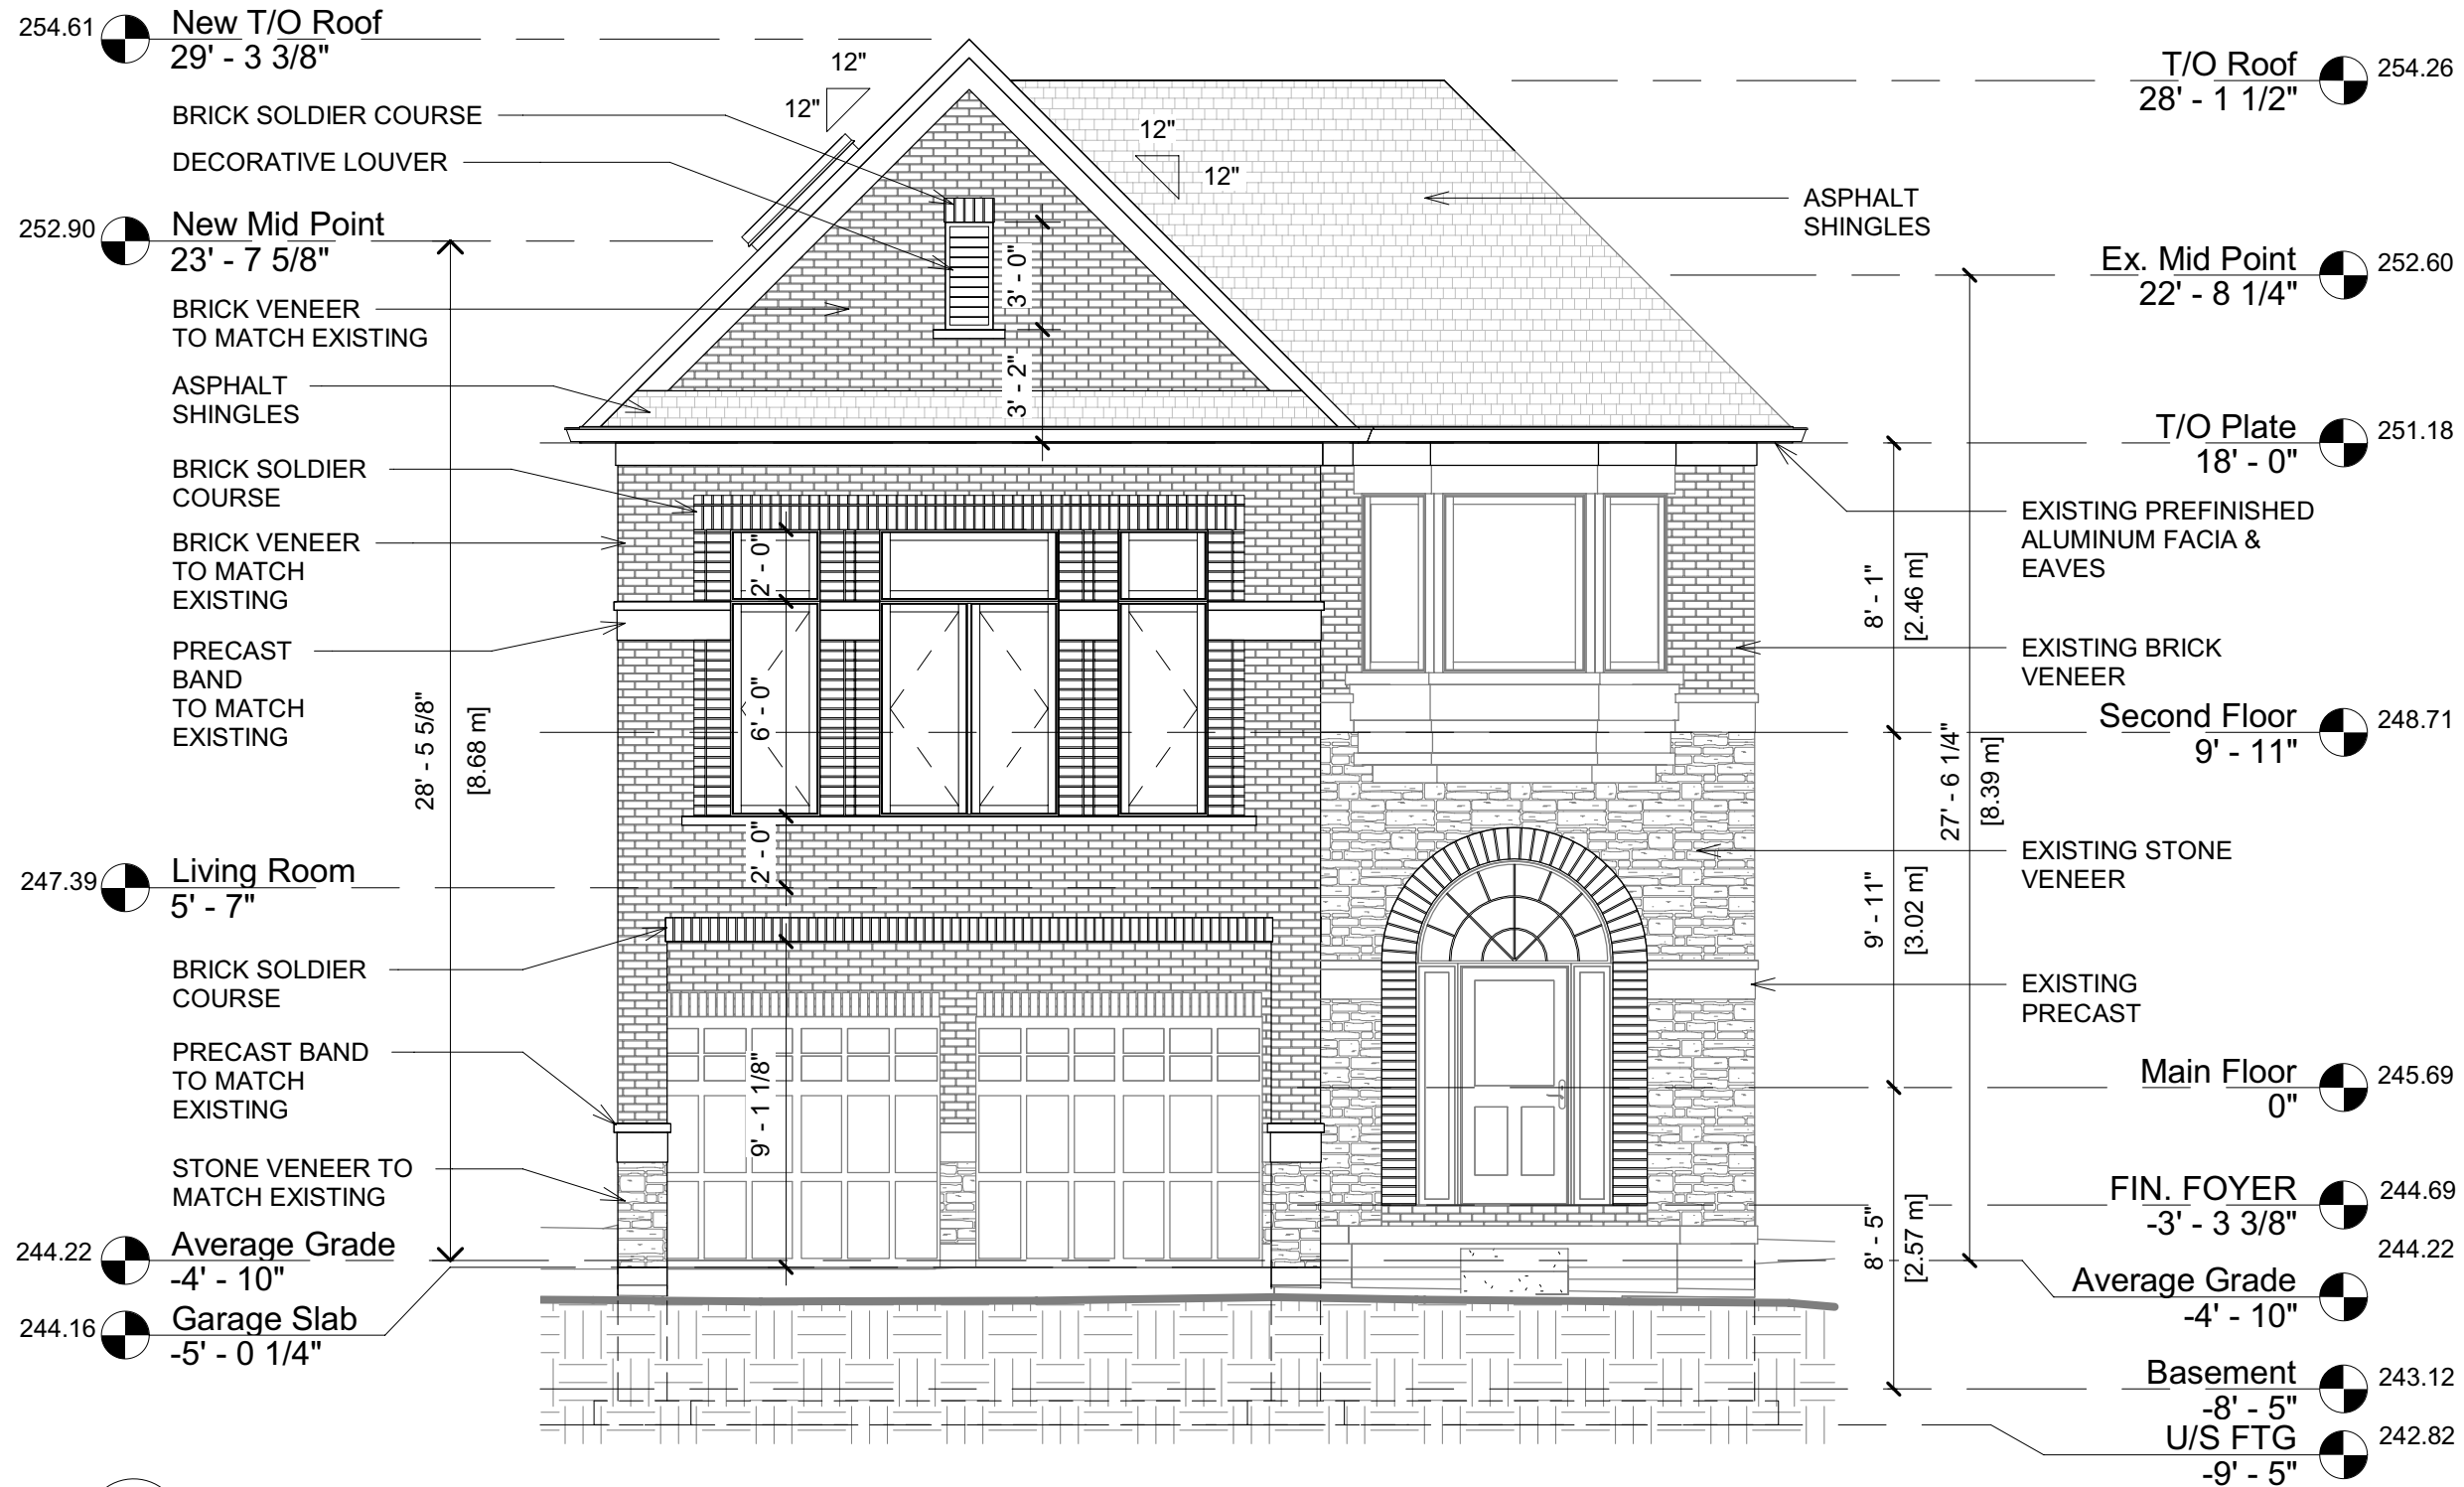 254.61
New T/O Roof
29' - 3 3/8"
BRICK SOLDIER COURSE
DECORATIVE LOUVER
252.90
New Mid Point
23' - 7 5/8"
BRICK VENEER
TO MATCH EXISTING
ASPHALT
SHINGLES
BRICK SOLDIER
COURSE
BRICK VENEER
TO MATCH
EXISTING
PRECAST
BAND
TO MATCH
EXISTING
28' - 5 5/8"
[8.68 m]
247.39
Living Room
5' - 7"
BRICK SOLDIER
COURSE
PRECAST BAND
TO MATCH
EXISTING
STONE VENEER TO
MATCH EXISTING
244.22
Average Grade
-4' - 10"
244.16
Garage Slab
-5' - 0 1/4"
12"
12"
12"
12"
3' - 0"
3' - 2"
2' - 0"
6' - 0"
2' - 0"
9' - 1 1/8"
T/O Roof
28' - 1 1/2"
254.26
ASPHALT
SHINGLES
Ex. Mid Point
22' - 8 1/4"
252.60
T/O Plate
18' - 0"
251.18
EXISTING PREFINISHED
ALUMINUM FACIA &
EAVES
8' - 1"
[2.46 m]
EXISTING BRICK
VENEER
Second Floor
9' - 11"
248.71
27' - 6 1/4"
[8.39 m]
EXISTING STONE
VENEER
9' - 11"
[3.02 m]
EXISTING
PRECAST
Main Floor
0"
245.69
FIN. FOYER
-3' - 3 3/8"
244.69
8' - 5"
[2.57 m]
244.22
Average Grade
-4' - 10"
Basement
-8' - 5"
243.12
U/S FTG
-9' - 5"
242.82